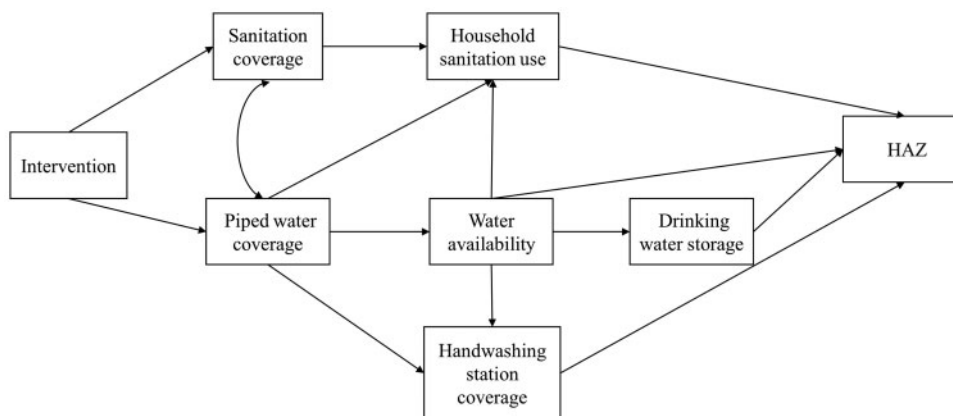 Sanitation
coverage
Household
sanitation use
Intervention
HAZ
Piped water
coverage
Water
availability
Drinking
water storage
Handwashing
station
coverage